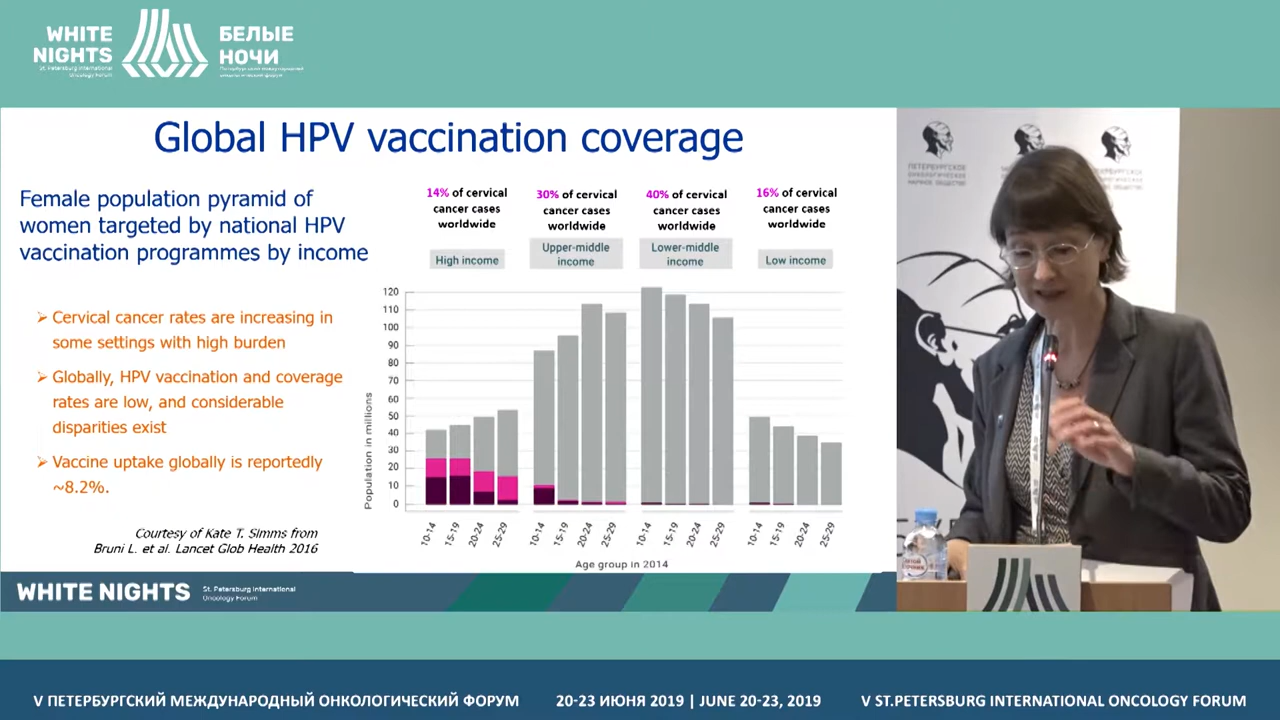 WHITE
NIGHTS
St. Petersburg International
Oncology Forum
БЕЛЫЕ
НОЧИ
Петербургский международный
онкологический форум
Global HPV vaccination coverage
Female population pyramid of
women targeted by national HPV
vaccination programmes by income
➢ Cervical cancer rates are increasing in
some settings with high burden
➢ Globally, HPV vaccination and coverage
rates are low, and considerable
disparities exist
➢ Vaccine uptake globally is reportedly
~8.2%.
Courtesy of Kate T. Simms from
Bruni L. et al. Lancet Glob Health 2016
14% of cervical
cancer cases
worldwide
High income
30% of cervical
cancer cases
worldwide
Upper-middle
income
40% of cervical
cancer cases
worldwide
Lower-middle
income
16% of cervical
cancer cases
worldwide
Low income
Population in millions
120
110
100
90
80
70
60
50
40
30
20
10
0
10-14
15-19
20-24
25-29
10-14
15-19
20-24
25-29
10-14
15-19
20-24
25-29
10-14
15-19
20-24
25-29
Age group in 2014
WHITE NIGHTS
St. Petersburg International
Oncology Forum
ПЕТЕРБУРГСКОЕ
ОНКОЛОГИЧЕСКОЕ
НАУЧНОЕ ОБЩЕСТВО
V ПЕТЕРБУРГСКИЙ МЕЖДУНАРОДНЫЙ ОНКОЛОГИЧЕСКИЙ ФОРУМ
20-23 ИЮНЯ 2019 | JUNE 20-23, 2019
V ST.PETERSBURG INTERNATIONAL ONCOLOGY FORUM